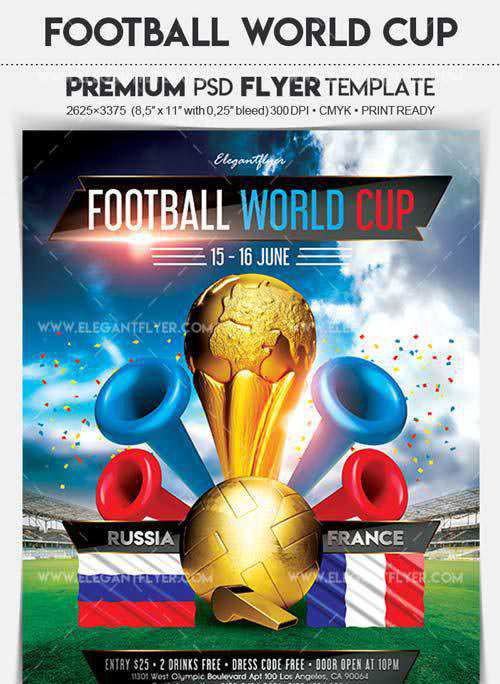 FOOTBALL WORLD CUP
PREMIUM PSD FLYER TEMPLATE
2625×3375 (8,5" x 11" with 0,25" bleed) 300 DPI • CMYK • PRINT READY
Elegantflyer
FOOTBALL WORLD CUP
15 - 16 JUNE
WWW.ELEGANTFLYER.COM WWW.ELEGANTFLYER.COM
RUSSIA FRANCE
WWW.ELEGANTFLYER.COM WWW.ELEGANTFLYER.COM
ENTRY $25 • 2 DRINKS FREE • DRESS CODE FREE • DOOR OPEN AT 10PM
11301 West Olympic Boulevard Apt 100 Los Angeles, CA 90064